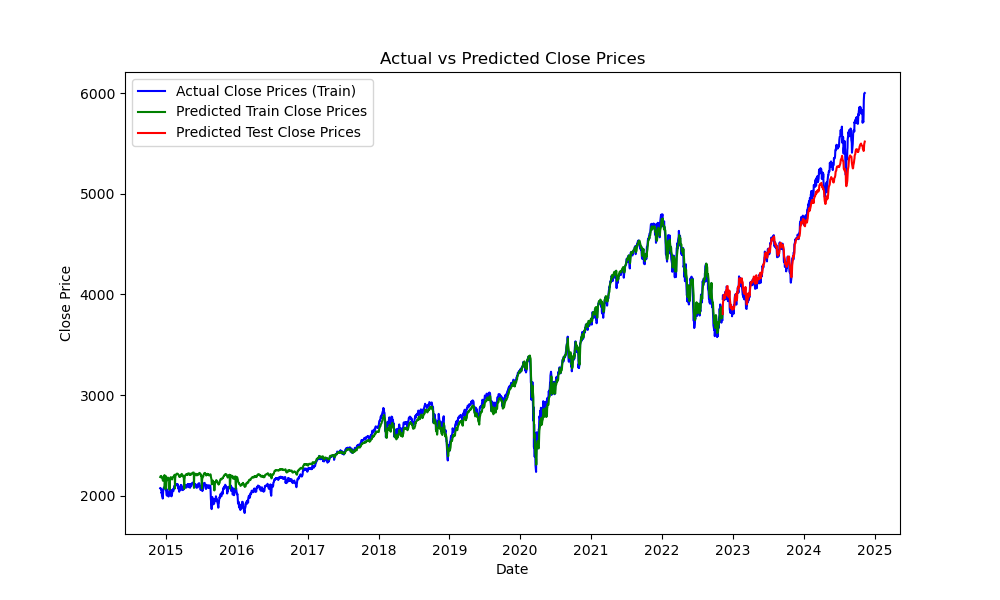 Actual vs Predicted Close Prices
Actual Close Prices (Train)
Predicted Train Close Prices
Predicted Test Close Prices
Close Price
6000
5000
4000
3000
2000
2015 2016 2017 2018 2019 2020 2021 2022 2023 2024 2025
Date